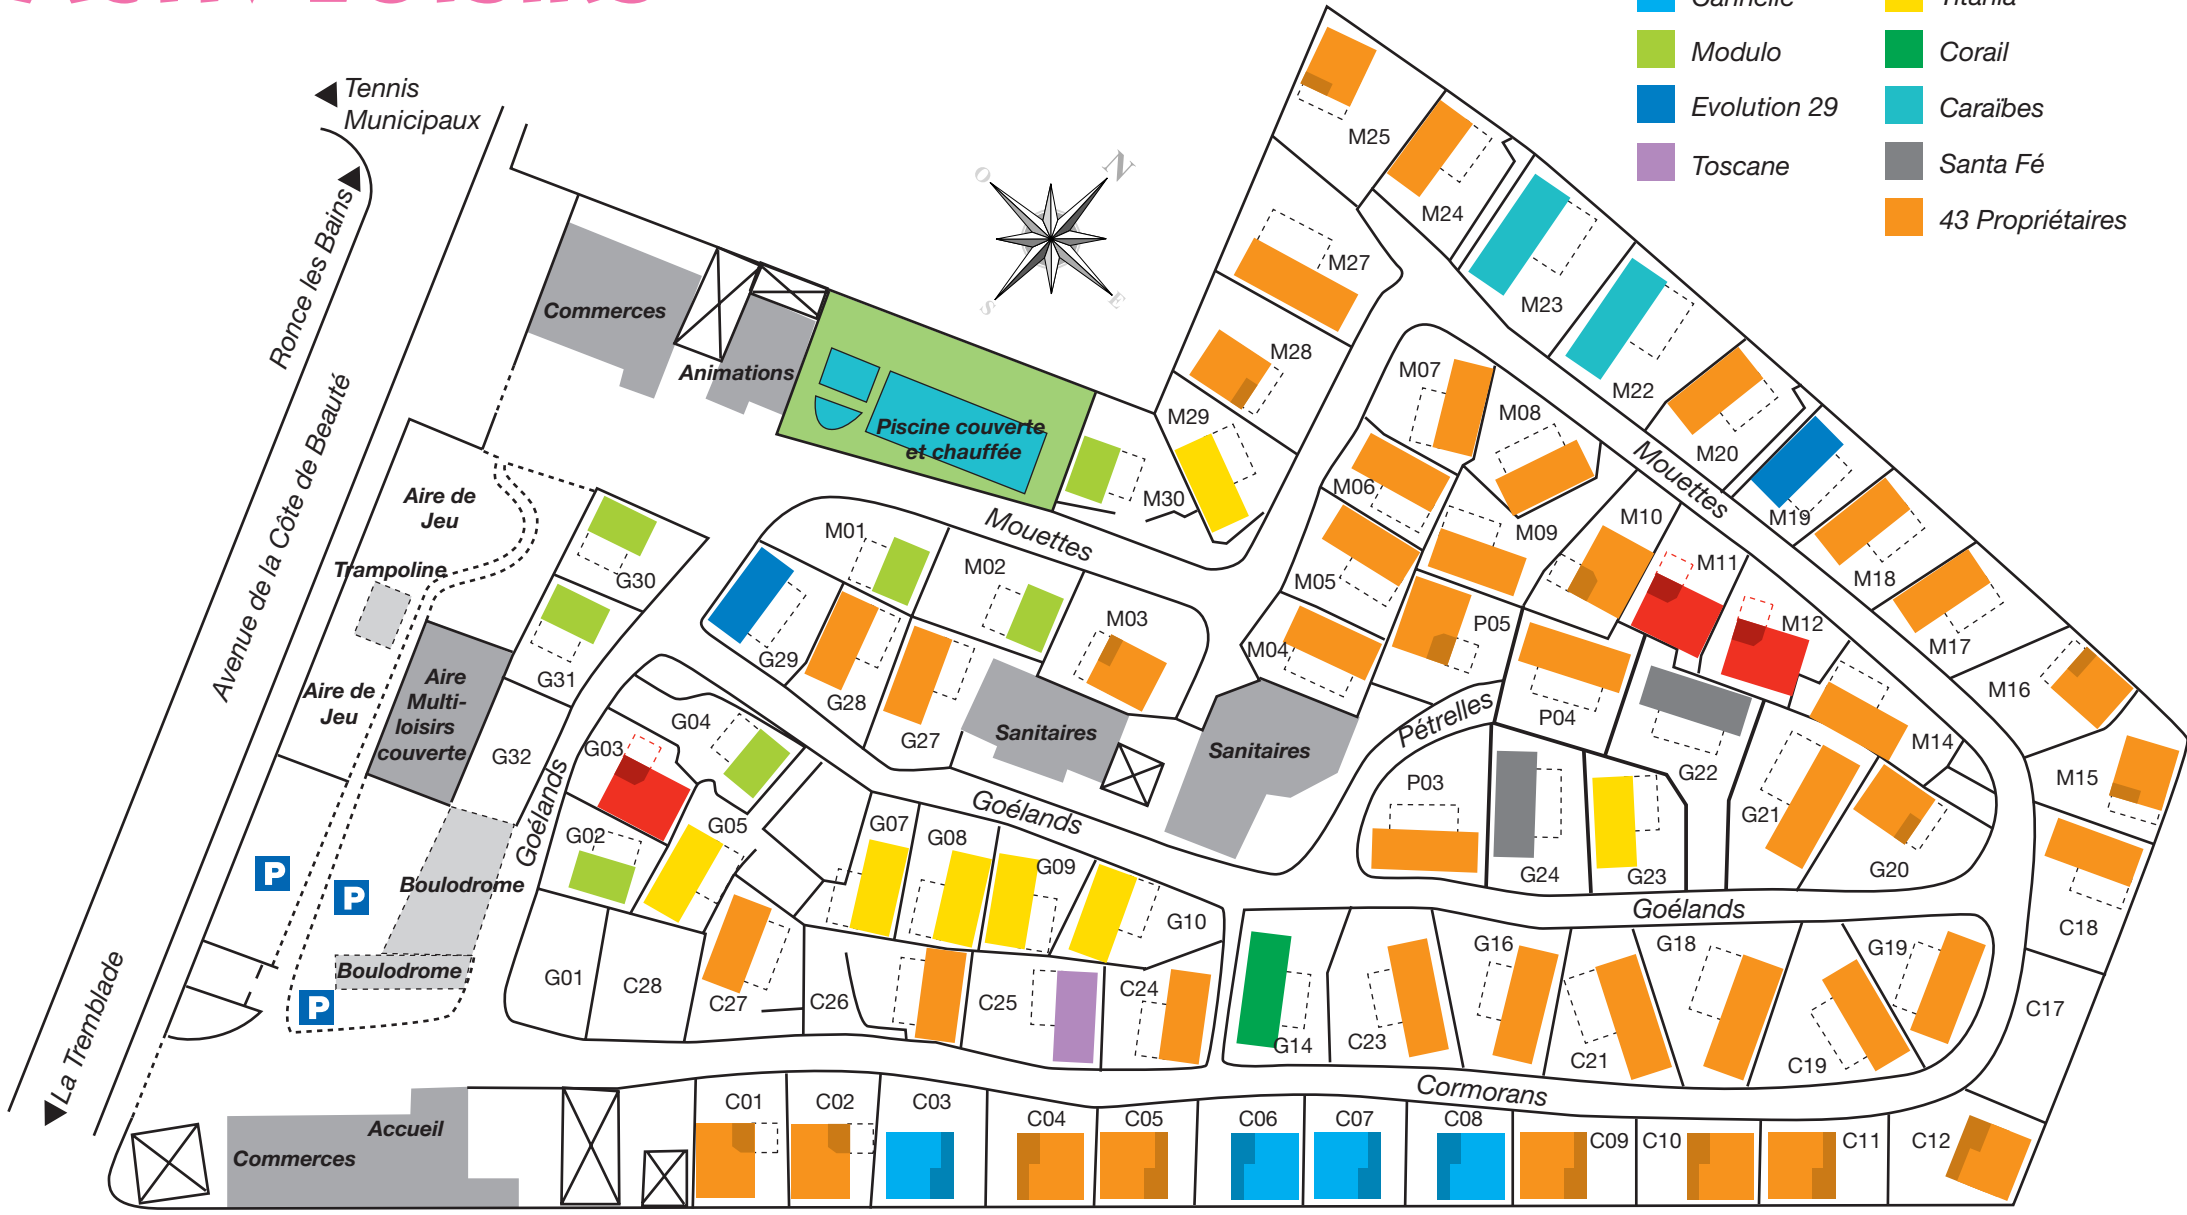 Cannelle
Titania
Modulo
Corail
Evolution 29
Caraïbes
Toscane
Santa Fé
43 Propriétaires
Tennis
Municipaux
Ronce les Bains
Avenue de la Côte de Beauté
La Tremblade
N
O
S
E
Commerces
Animations
Piscine couverte
et chauffée
Aire de
Jeu
Trampoline
Aire de
Jeu
Aire
Multi-
loisirs
couverte
Boulodrome
Boulodrome
P
P
P
Accueil
Commerces
Sanitaires
Sanitaires
Mouettes
Mouettes
Goélands
Goélands
Goélands
Pétrelles
Cormorans
M25
M24
M27
M23
M28
M22
M29
M30
M07
M08
M20
M19
M06
M09
M10
M18
M05
M11
M17
M12
M04
P05
M16
M01
M02
M03
M14
M15
G30
G31
G29
G28
G27
G32
G04
G03
G02
G05
G07
G08
G09
G10
P04
P03
G22
G24
G23
G21
G20
C18
G01
C28
C27
C26
C25
C24
G14
C23
G16
C21
G18
C19
G19
C17
C01
C02
C03
C04
C05
C06
C07
C08
C09
C10
C11
C12